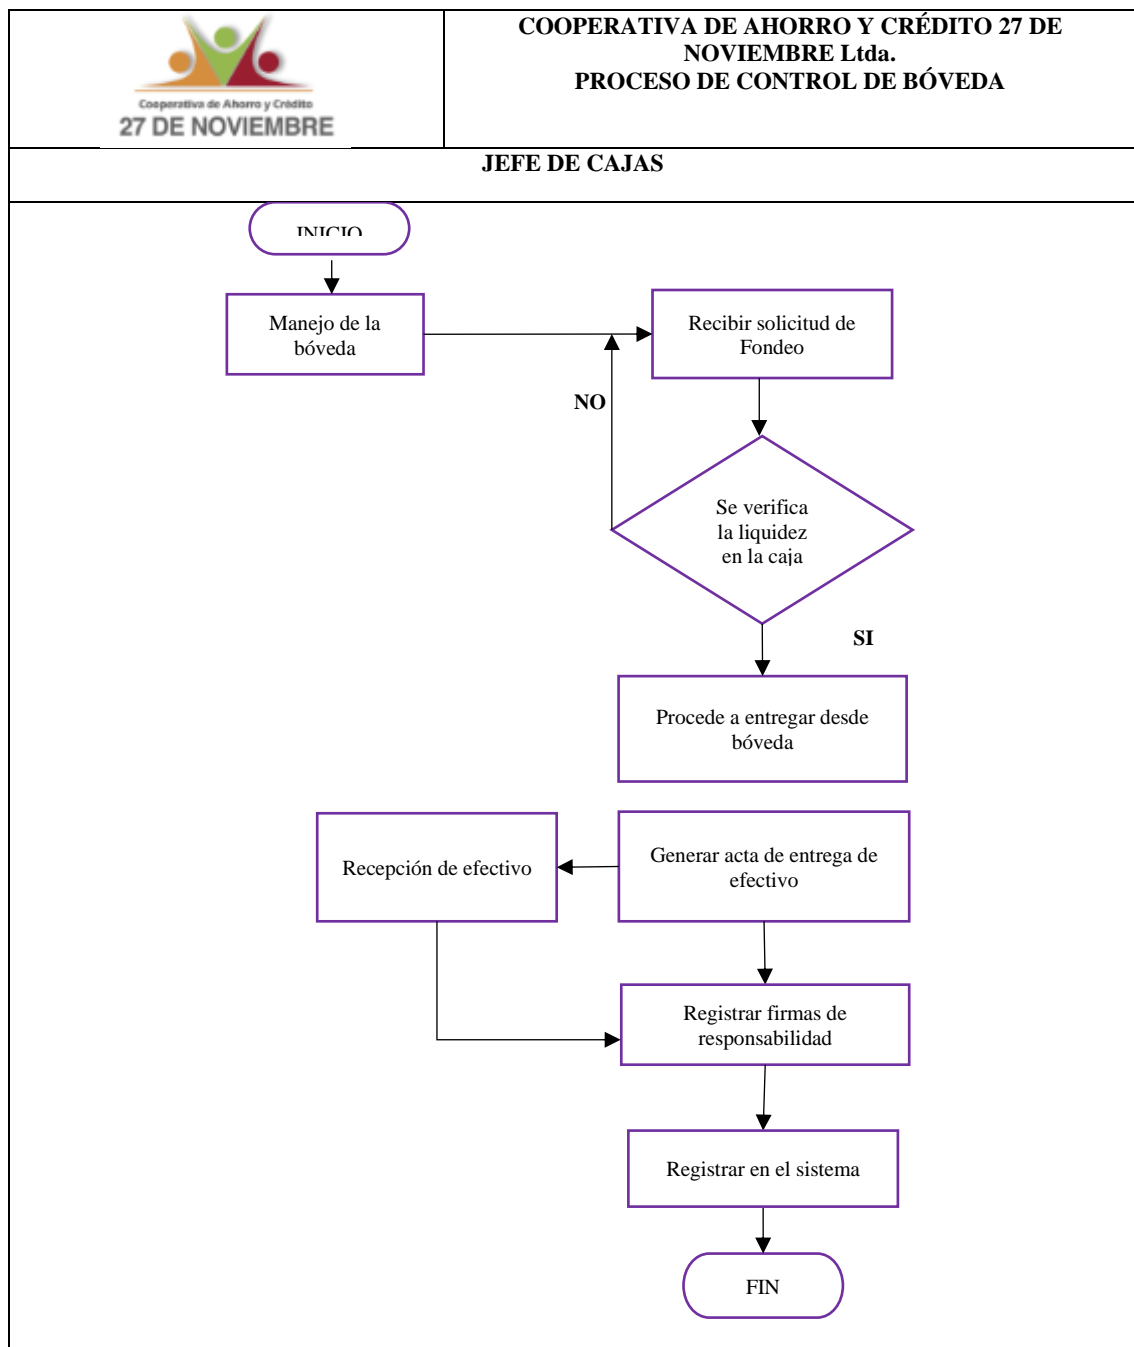 Cooperativa de Ahorro y Crédito
27 DE NOVIEMBRE
COOPERATIVA DE AHORRO Y CRÉDITO 27 DE
NOVIEMBRE Ltda.
PROCESO DE CONTROL DE BÓVEDA
JEFE DE CAJAS
INICIO
Manejo de la
bóveda
Recibir solicitud de
Fondeo
NO
Se verifica
la liquidez
en la caja
SI
Procede a entregar desde
bóveda
Recepción de efectivo
Generar acta de entrega de
efectivo
Registrar firmas de
responsabilidad
Registrar en el sistema
FIN